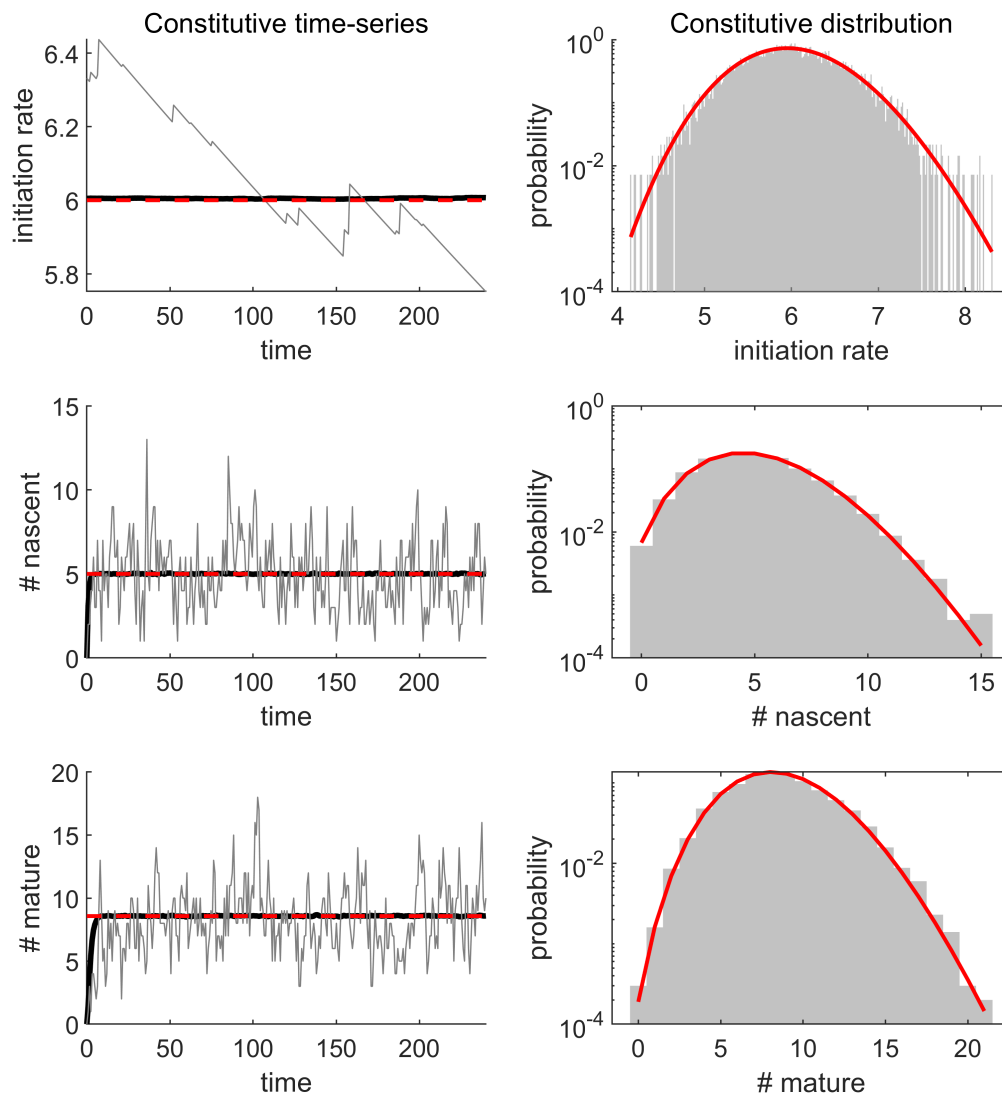 Constitutive time-series
6.4
6.2
6
5.8
initiation rate
0 50 100 150 200
time
Constitutive distribution
10^0
10^-2
10^-4
probability
4 5 6 7 8
initiation rate
15
10
5
0
# nascent
0 50 100 150 200
time
10^0
10^-2
10^-4
probability
0 5 10 15
# nascent
20
15
10
5
0
# mature
0 50 100 150 200
time
10^-2
10^-4
probability
0 5 10 15 20
# mature